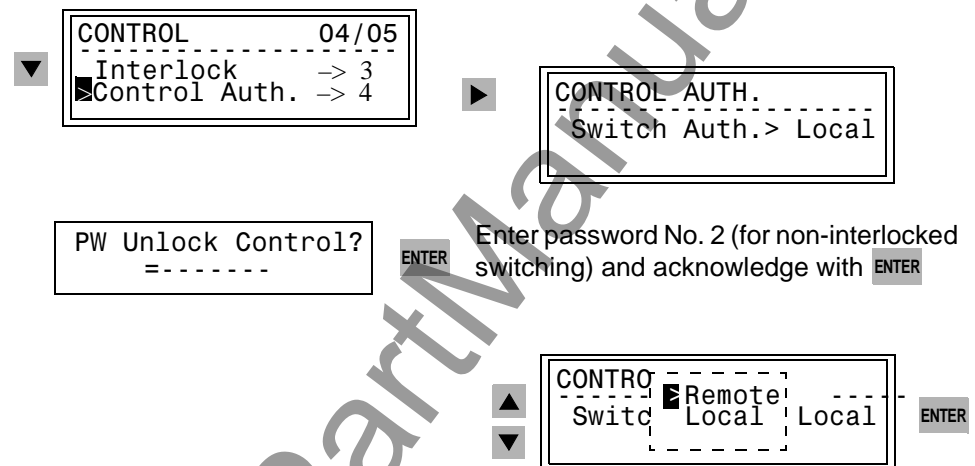 CONTROL 04/05
Interlock –> 3
>Control Auth. –> 4
CONTROL AUTH.
Switch Auth.> Local
PW Unlock Control?
=-------
ENTER
Enter password No. 2 (for non-interlocked
switching) and acknowledge with ENTER
CONTRO
>Remote
Switc Local Local
ENTER
PartManua